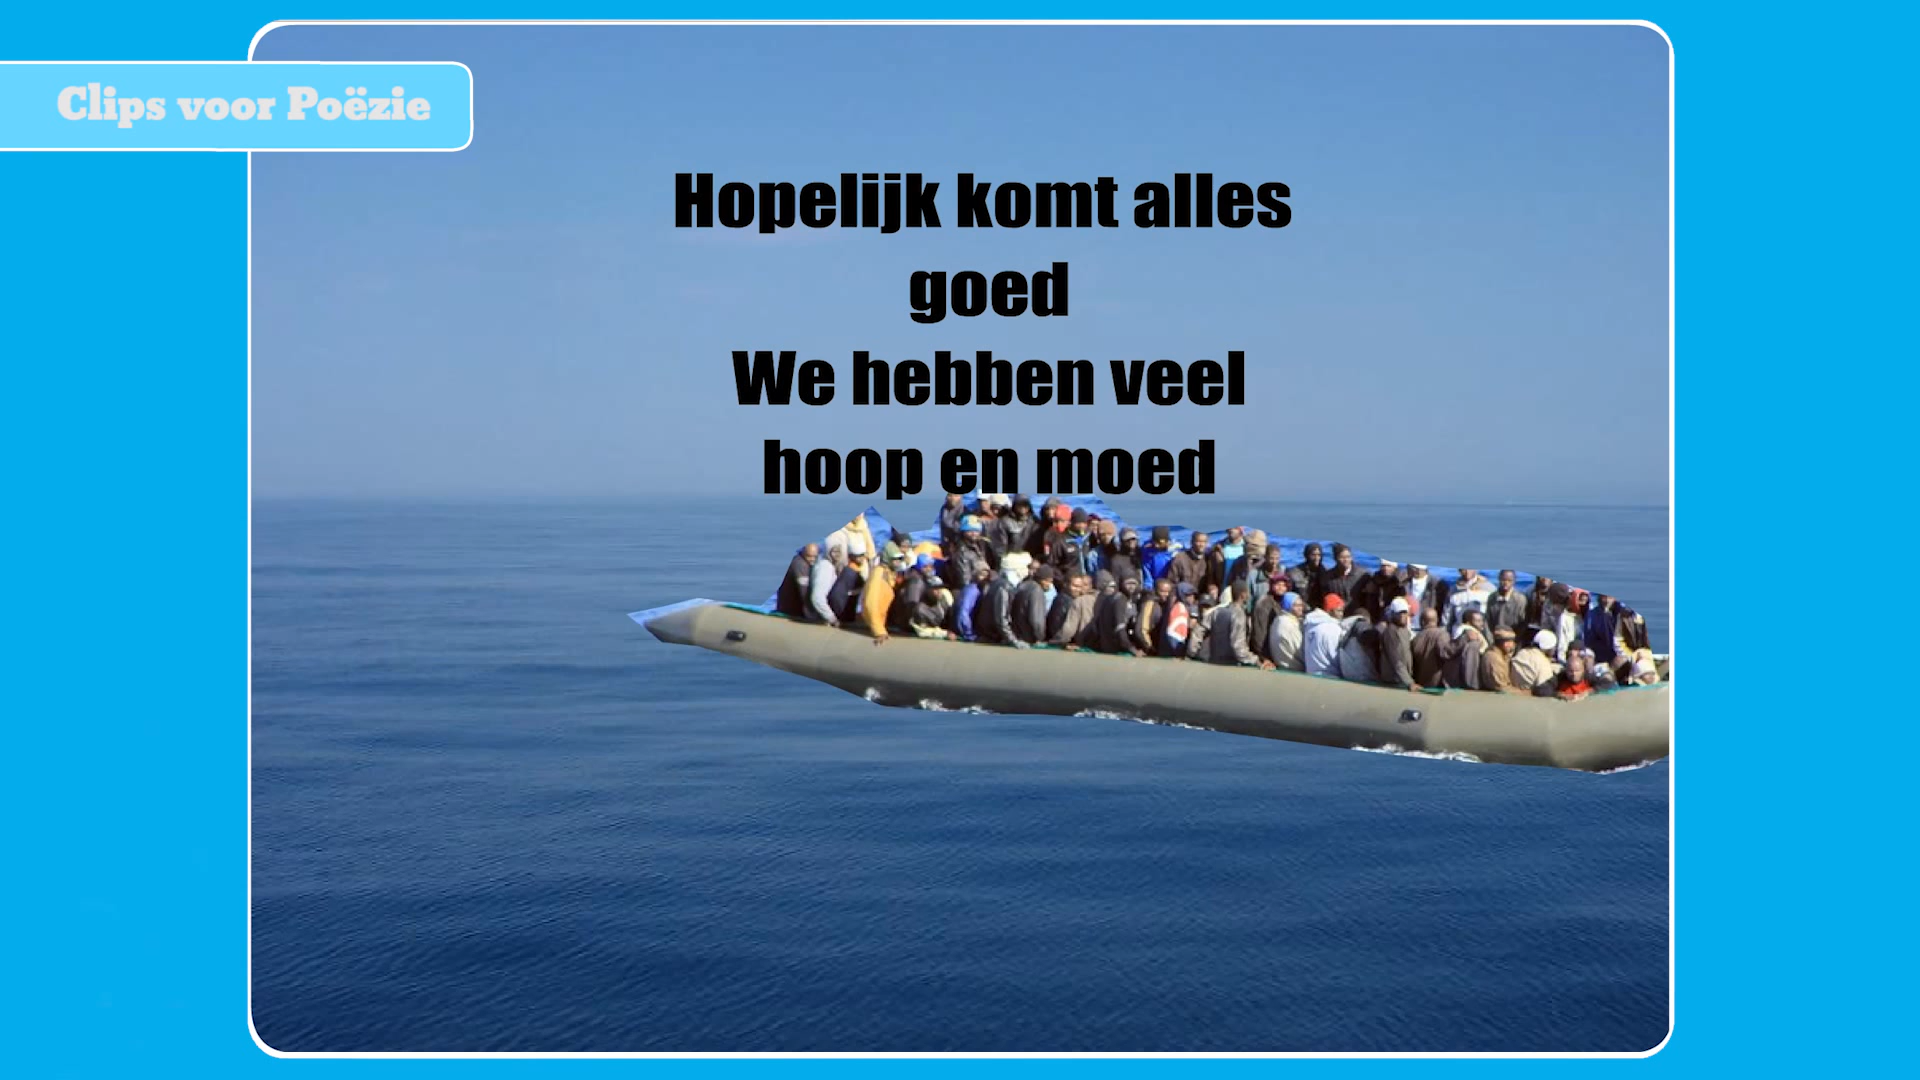 Clips voor Poëzie
Hopelijk komt alles
goed
We hebben veel
hoop en moed